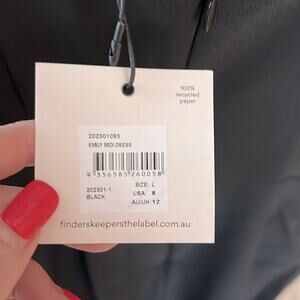 100%
recycled
paper
202301093
EMILY MIDI DRESS
9 356585 260058
202301-1
BLACK
SIZE: L
USA: 8
AU/UK: 12
finderskeepersthelabel.com.au